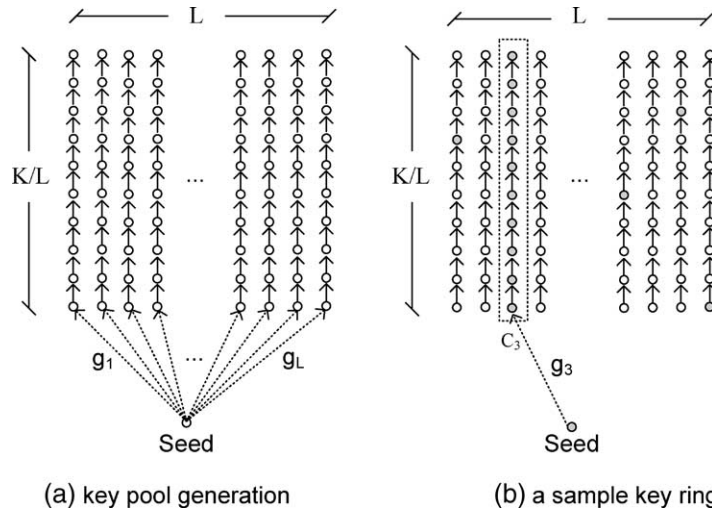 L
L
K/L
...
K/L
...
g1
...
gL
C3
g3
Seed
Seed
(a) key pool generation
(b) a sample key ring